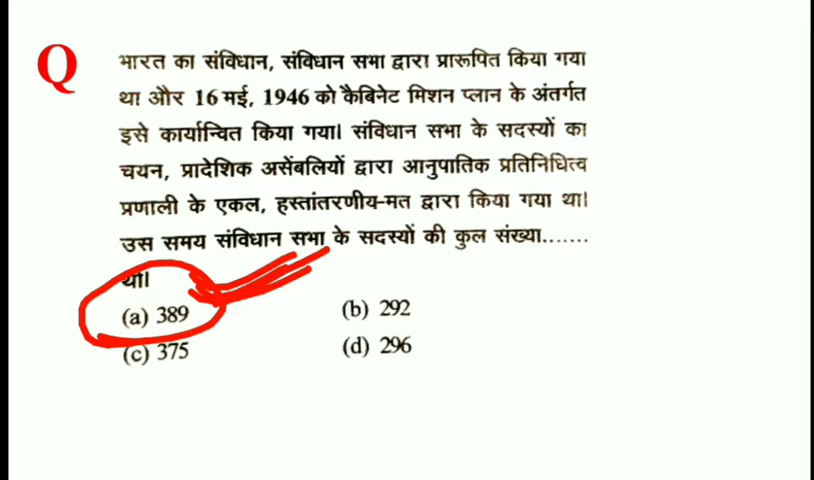 Q
भारत का संविधान, संविधान सभा द्वारा प्रारूपित किया गया
था और 16 मई, 1946 को कैबिनेट मिशन प्लान के अंतर्गत
इसे कार्यान्वित किया गया। संविधान सभा के सदस्यों का
चयन, प्रादेशिक असेंबलियों द्वारा आनुपातिक प्रतिनिधित्व
प्रणाली के एकल, हस्तांतरणीय-मत द्वारा किया गया था।
उस समय संविधान सभा के सदस्यों की कुल संख्या.......
थी।
(a) 389 (b) 292
(c) 375 (d) 296